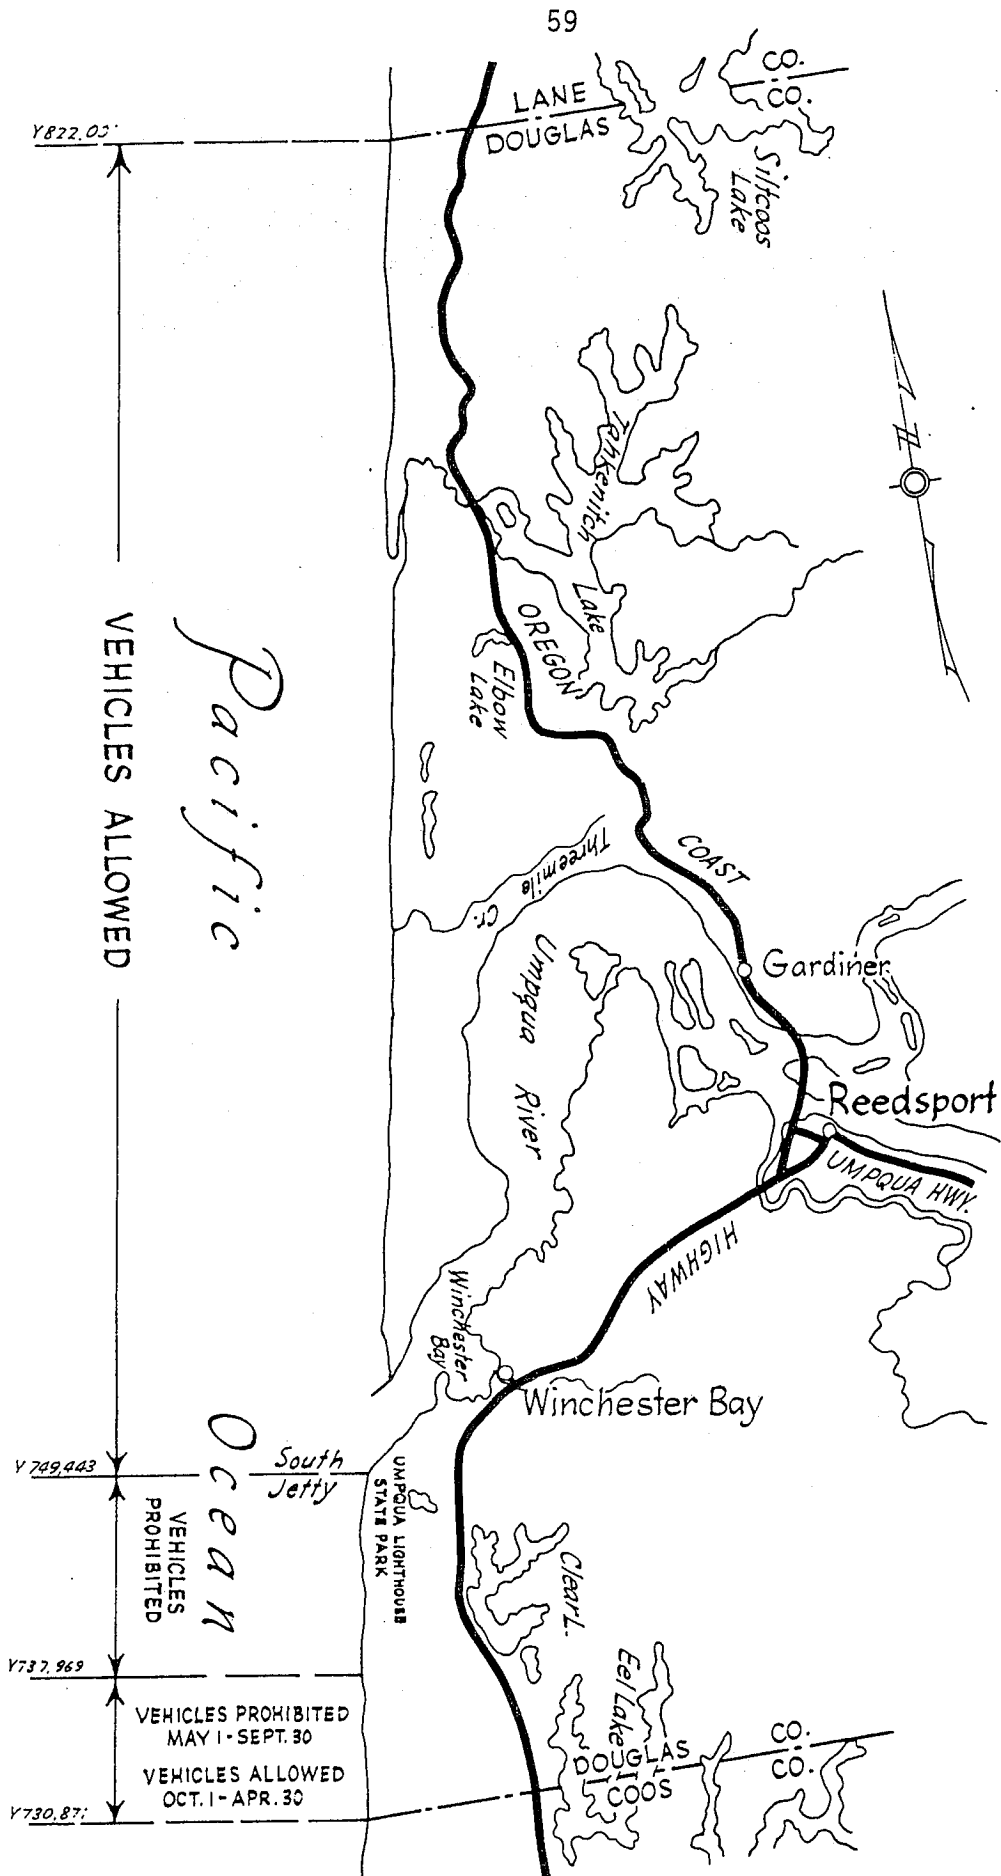 59
CO.
CO.
LANE
DOUGLAS
Siltcoos
Lake
N
Tahkenitch
Lake
OREGON
Elbow
Lake
VEHICLES ALLOWED
Pacific
COAST
Threemile
Cr.
Gardiner
Umpqua River
Reedsport
UMPQUA HWY.
HIGHWAY
Winchester
Bay
Winchester Bay
Ocean
Y 749,443
South
Jetty
UMPQUA LIGHTHOUSE
STATE PARK
VEHICLES
PROHIBITED
Clear L.
Eel Lake
Y737,969
VEHICLES PROHIBITED
MAY 1-SEPT. 30
VEHICLES ALLOWED
OCT. 1-APR. 30
CO.
CO.
DOUGLAS
COOS